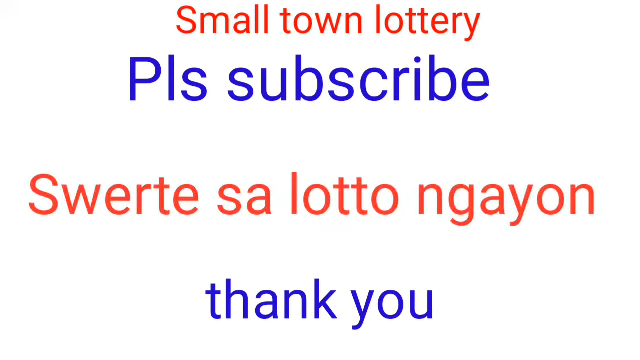 Small town lottery
Pls subscribe
Swerte sa lotto ngayon
thank you